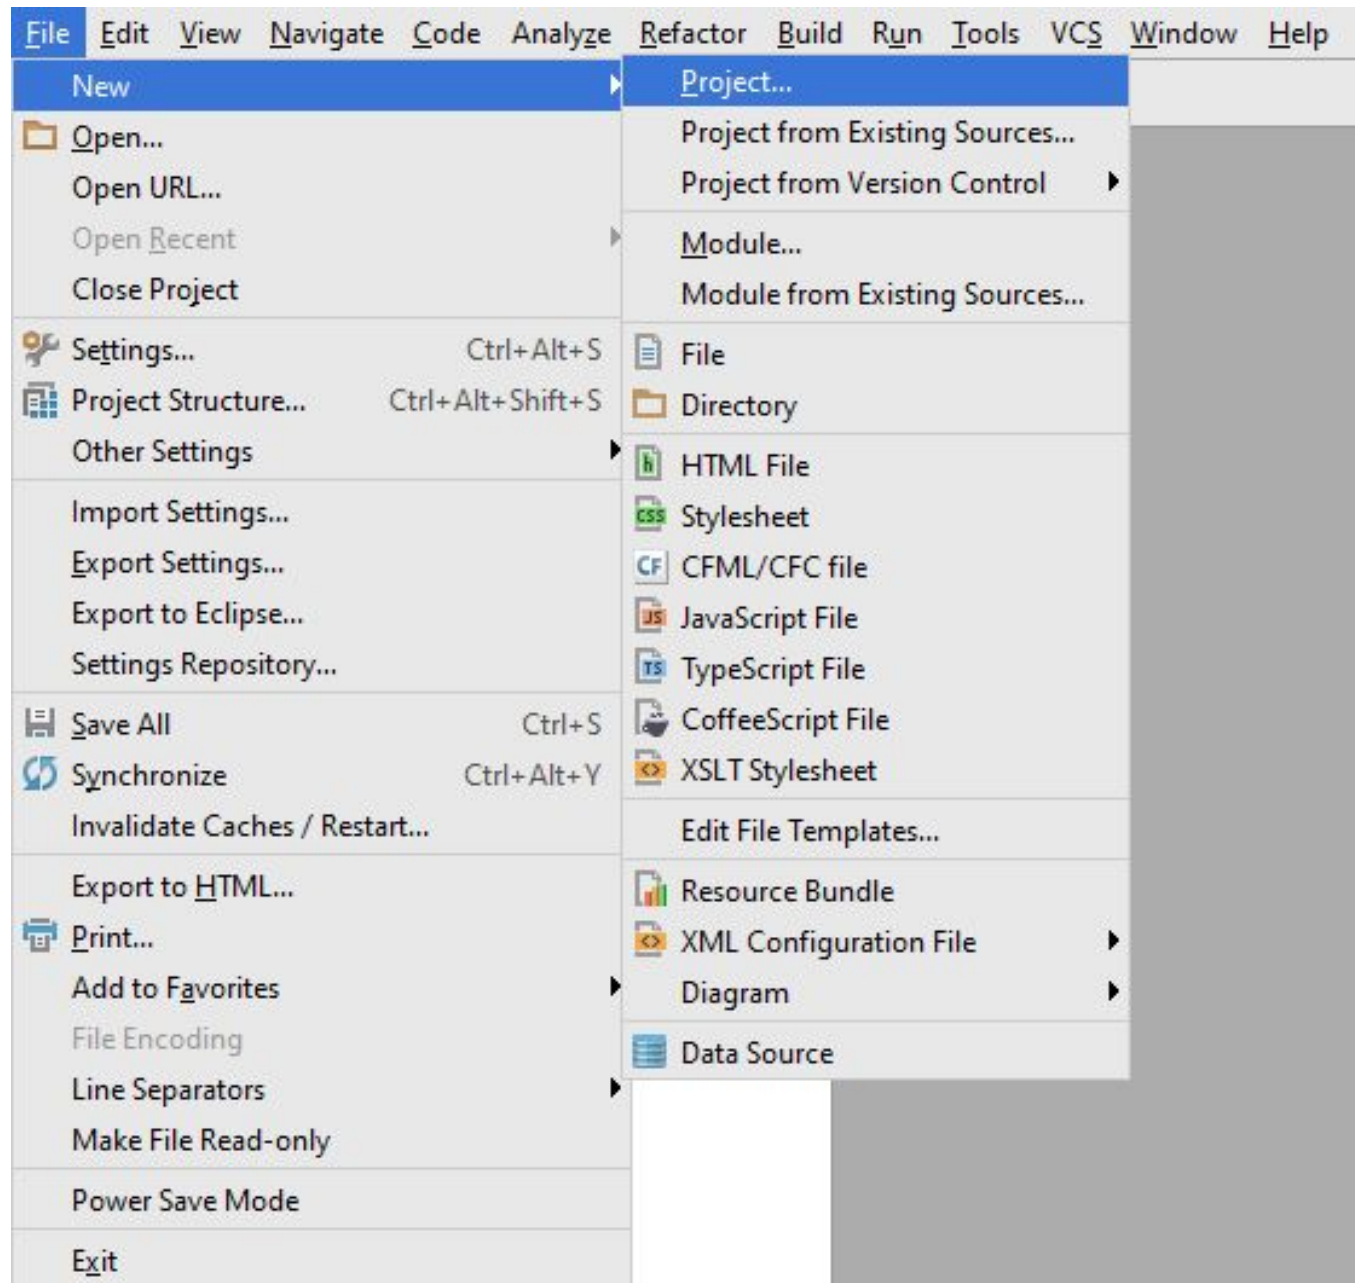 File Edit View Navigate Code Analyze Refactor Build Run Tools VCS Window Help
New
Open...
Open URL...
Open Recent
Close Project
Settings... Ctrl+Alt+S
Project Structure... Ctrl+Alt+Shift+S
Other Settings
Import Settings...
Export Settings...
Export to Eclipse...
Settings Repository...
Save All Ctrl+S
Synchronize Ctrl+Alt+Y
Invalidate Caches / Restart...
Export to HTML...
Print...
Add to Favorites
File Encoding
Line Separators
Make File Read-only
Power Save Mode
Exit
Project...
Project from Existing Sources...
Project from Version Control
Module...
Module from Existing Sources...
File
Directory
h HTML File
CSS Stylesheet
CF CFML/CFC file
JS JavaScript File
TS TypeScript File
CoffeeScript File
XSLT Stylesheet
Edit File Templates...
Resource Bundle
XML Configuration File
Diagram
Data Source